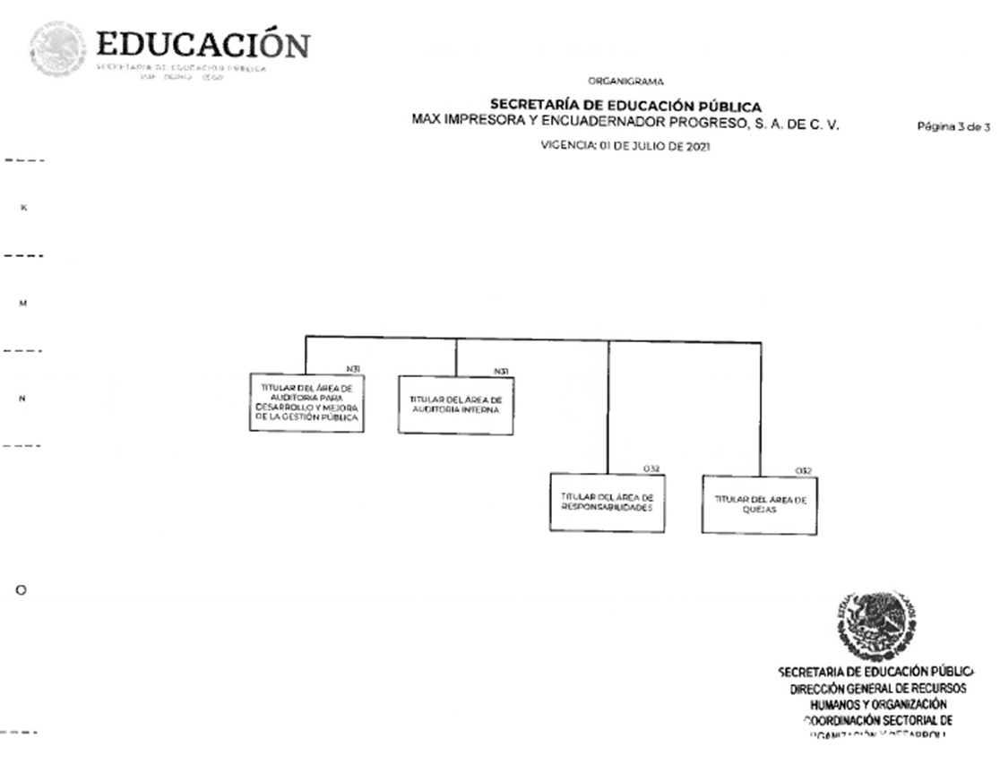 EDUCACIÓN
SECRETARÍA DE EDUCACIÓN PÚBLICA
ORGANIGRAMA
SECRETARÍA DE EDUCACIÓN PÚBLICA
MAX IMPRESORA Y ENCUADERNADOR PROGRESO, S. A. DE C. V.
Página 3 de 3
VIGENCIA: 01 DE JULIO DE 2021
K
M
N
O
N31
TITULAR DEL ÁREA DE
AUDITORIA PARA
DESARROLLO Y MEJORA
DE LA GESTIÓN PÚBLICA
N31
TITULAR DEL ÁREA DE
AUDITORIA INTERNA
O32
TITULAR DEL ÁREA DE
RESPONSABILIDADES
O32
TITULAR DEL ÁREA DE
QUEJAS
SECRETARIA DE EDUCACIÓN PÚBLIC
DIRECCIÓN GENERAL DE RECURSOS
HUMANOS Y ORGANIZACIÓN
COORDINACIÓN SECTORIAL DE